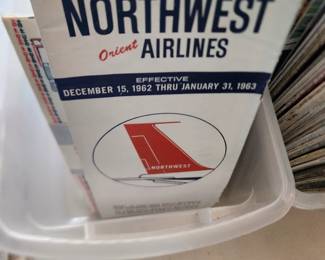 NORTHWEST
Orient AIRLINES
EFFECTIVE
DECEMBER 15, 1962 THRU JANUARY 31, 1963
NORTHWEST